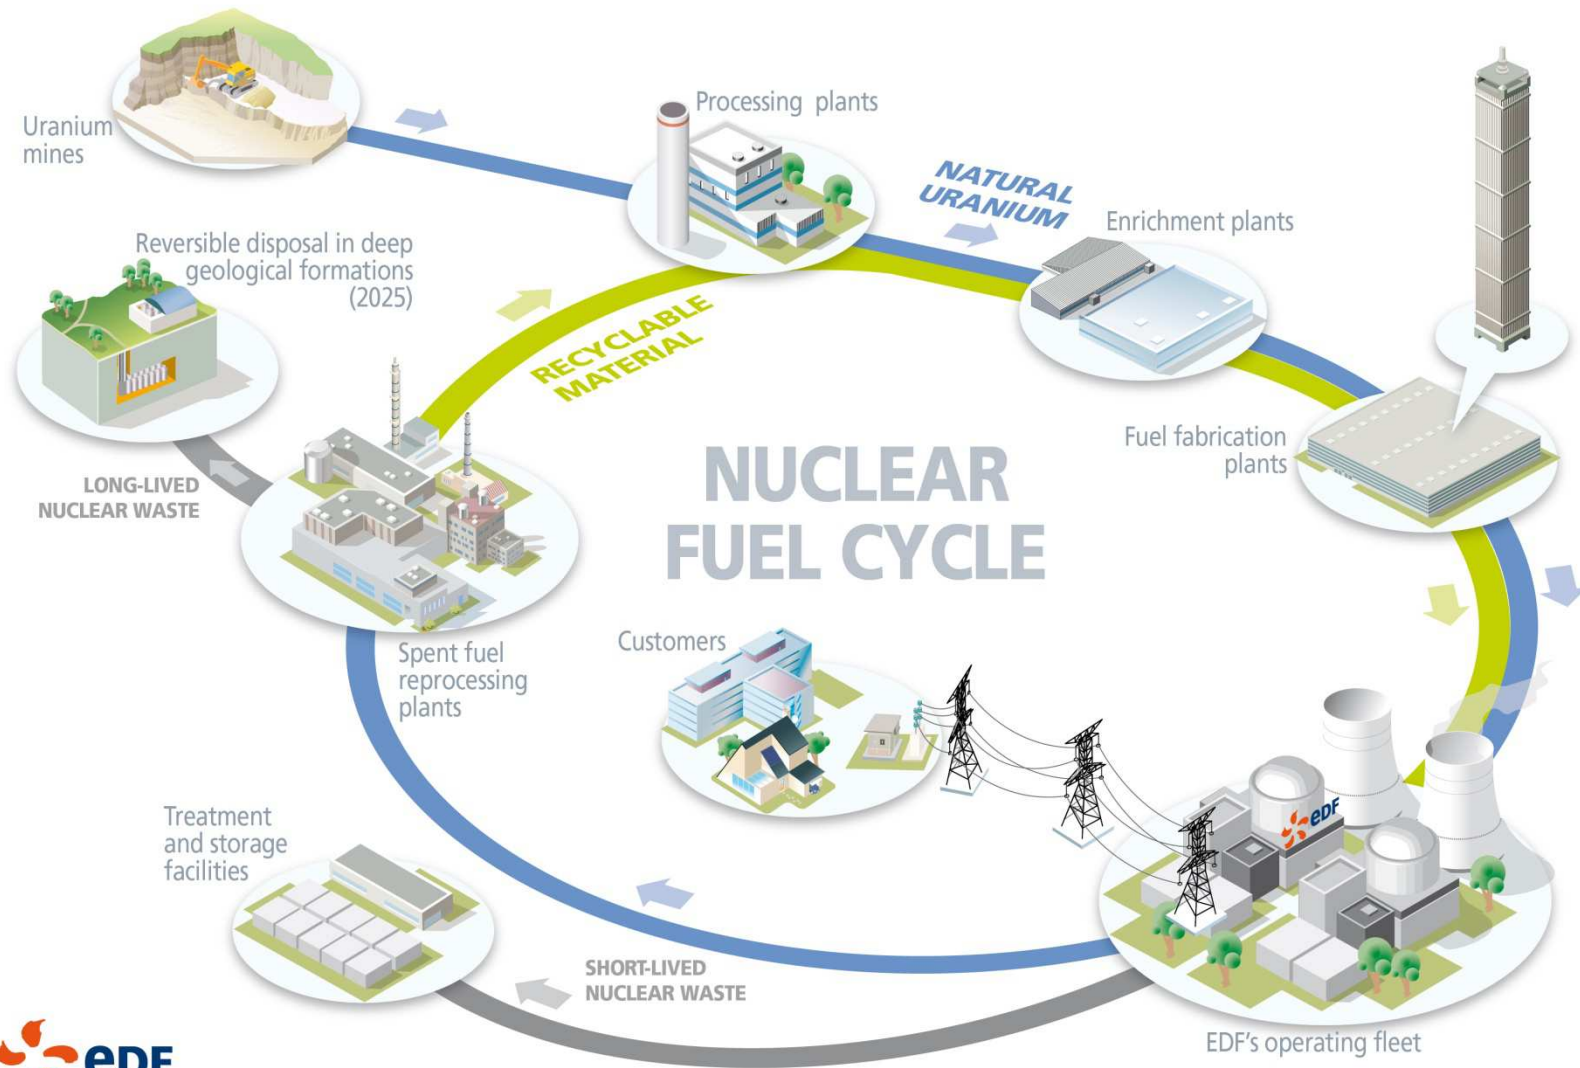 Uranium
mines
Processing plants
NATURAL
URANIUM
Enrichment plants
Reversible disposal in deep
geological formations
(2025)
RECYCLABLE
MATERIAL
Fuel fabrication
plants
LONG-LIVED
NUCLEAR WASTE
NUCLEAR
FUEL CYCLE
Spent fuel
reprocessing
plants
Customers
eDF
Treatment
and storage
facilities
SHORT-LIVED
NUCLEAR WASTE
EDF's operating fleet
eDF